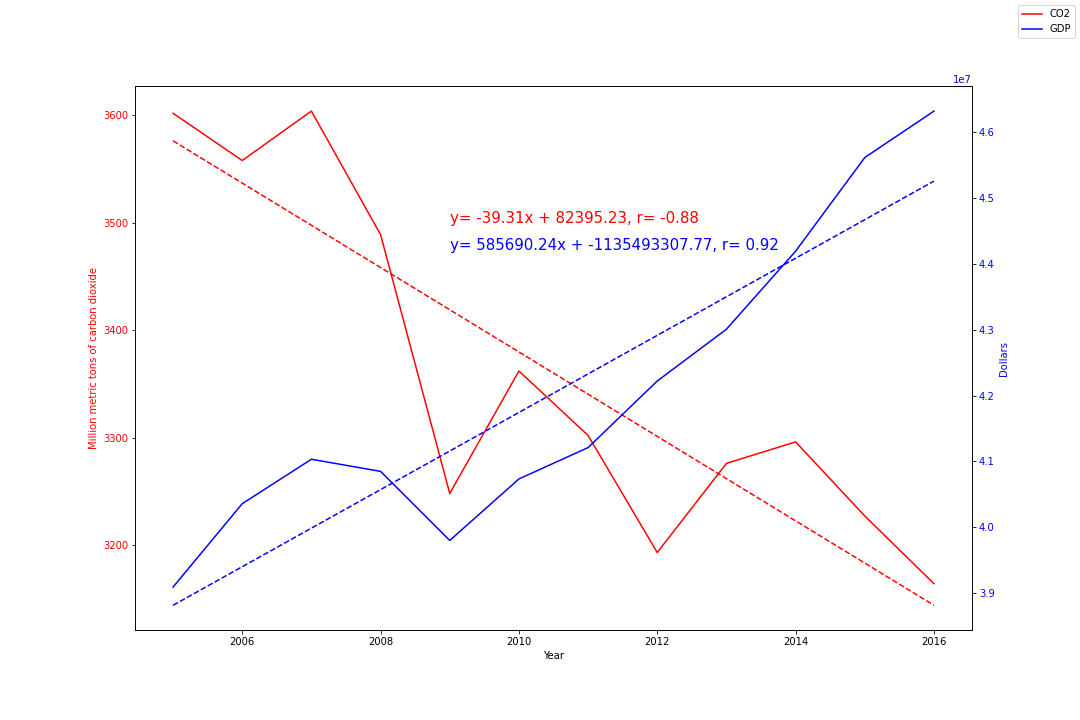 CO2
GDP
1e7
3600
3500
3400
3300
3200
Million metric tons of carbon dioxide
y= -39.31x + 82395.23, r= -0.88
y= 585690.24x + -1135493307.77, r= 0.92
4.6
4.5
4.4
4.3
4.2
4.1
4.0
3.9
Dollars
2006
2008
2010
2012
2014
2016
Year